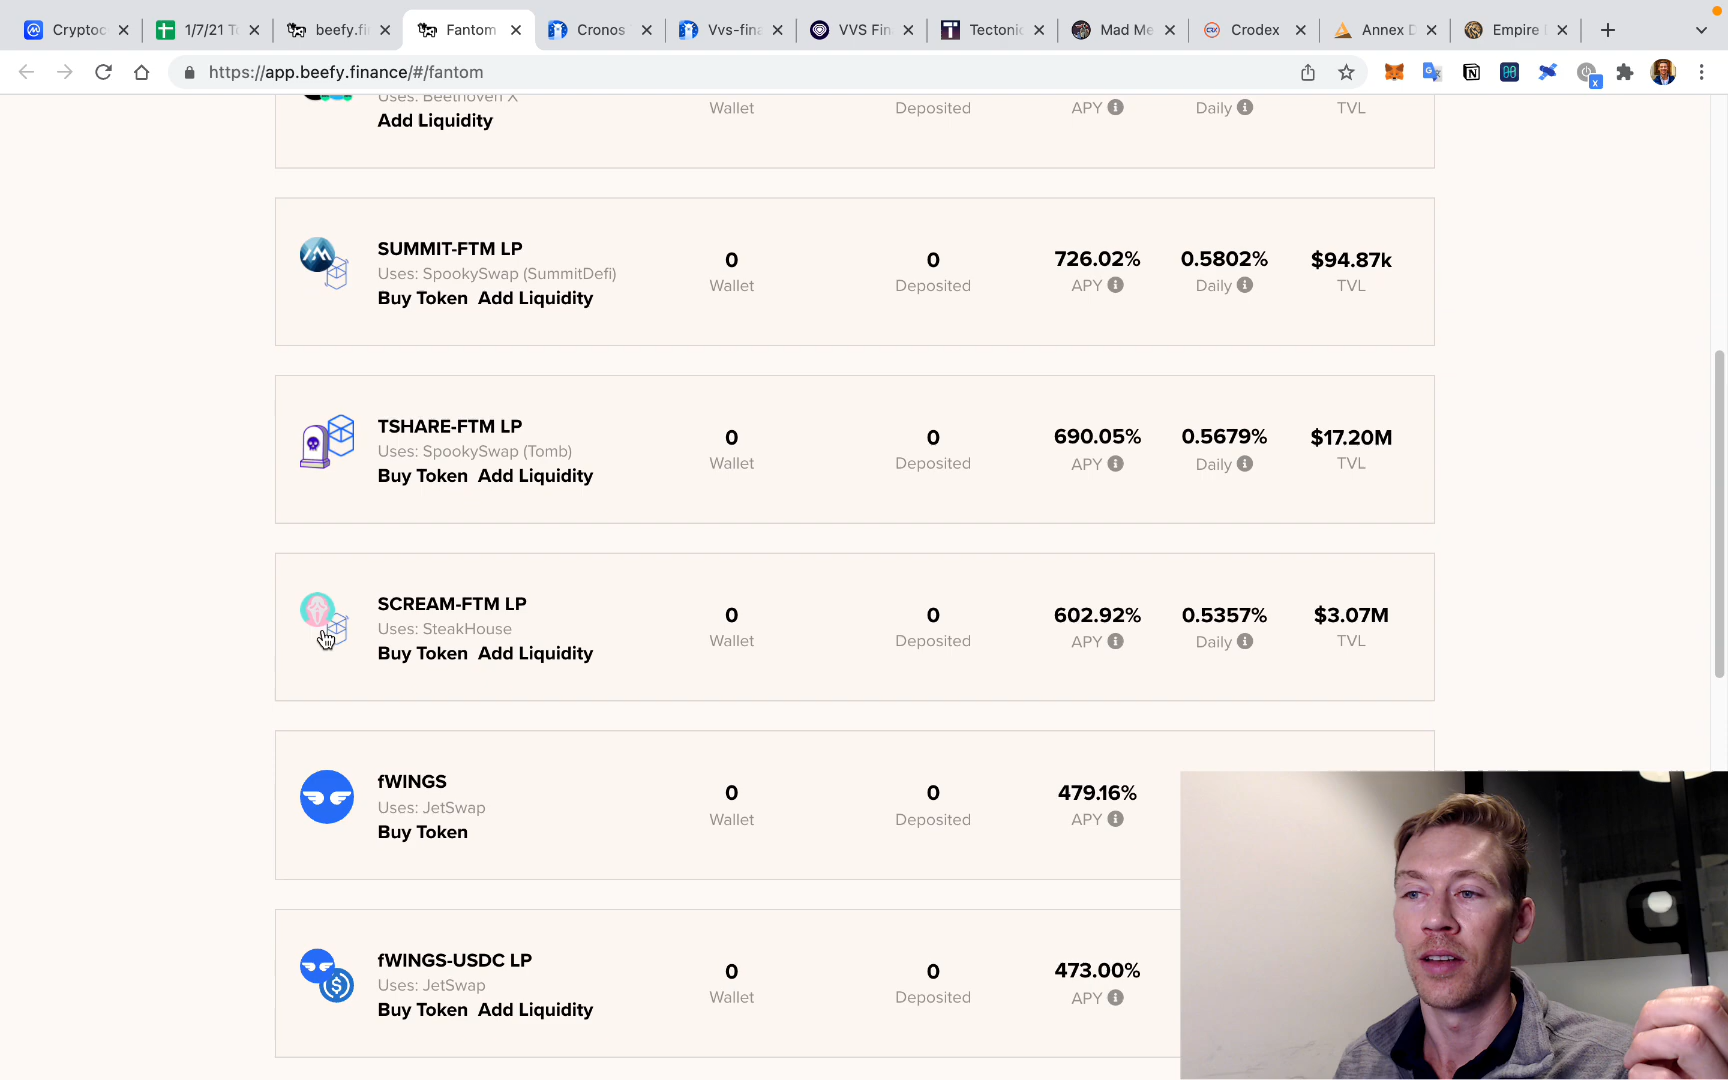 Cryptoc
1/7/21 T
beefy.fi
Fantom
Cronos
Vvs-fina
VVS Fin
Tectonic
Mad Me
Crodex
Annex D
Empire
https://app.beefy.finance/#/fantom
Uses: Beethoven X
Add Liquidity
Wallet
Deposited
APY
Daily
TVL
SUMMIT-FTM LP
Uses: SpookySwap (SummitDefi)
Buy Token Add Liquidity
0
Wallet
0
Deposited
726.02%
APY
0.5802%
Daily
$94.87k
TVL
TSHARE-FTM LP
Uses: SpookySwap (Tomb)
Buy Token Add Liquidity
0
Wallet
0
Deposited
690.05%
APY
0.5679%
Daily
$17.20M
TVL
SCREAM-FTM LP
Uses: SteakHouse
Buy Token Add Liquidity
0
Wallet
0
Deposited
602.92%
APY
0.5357%
Daily
$3.07M
TVL
fWINGS
Uses: JetSwap
Buy Token
0
Wallet
0
Deposited
479.16%
APY
fWINGS-USDC LP
Uses: JetSwap
Buy Token Add Liquidity
0
Wallet
0
Deposited
473.00%
APY